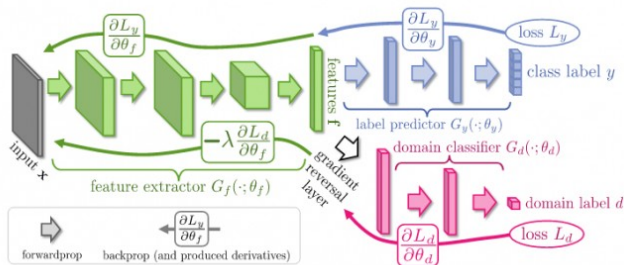 ∂L_y/∂θ_f
∂L_y/∂θ_y
loss L_y
class label y
features f
label predictor G_y(·;θ_y)
input x
−λ ∂L_d/∂θ_f
feature extractor G_f(·;θ_f)
gradient reversal layer
domain classifier G_d(·;θ_d)
domain label d
∂L_d/∂θ_d
loss L_d
forwardprop
∂L_y/∂θ_f
backprop (and produced derivatives)